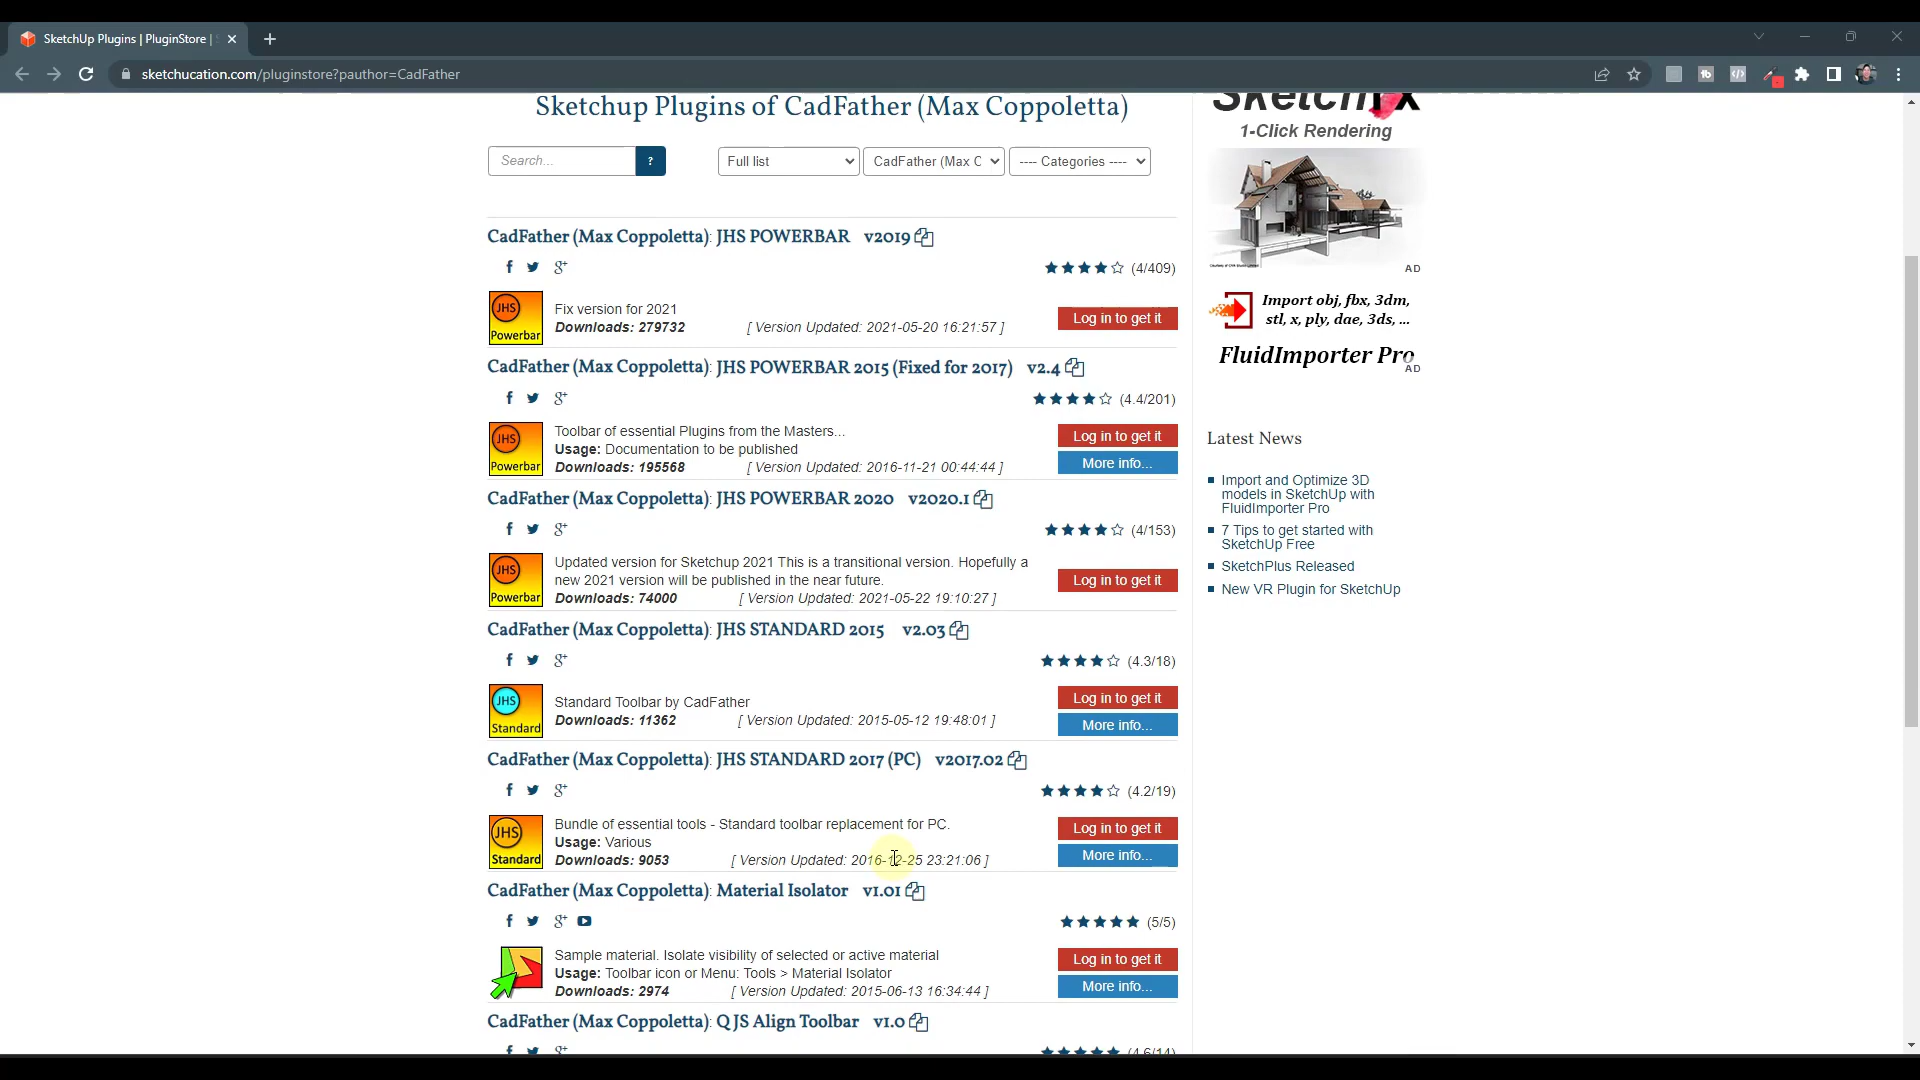 SketchUp Plugins | PluginStore |
sketchucation.com/pluginstore?pauthor=CadFather
Sketchup Plugins of CadFather (Max Coppoletta)
Search...
?
Full list
CadFather (Max C
---- Categories ----
CadFather (Max Coppoletta): JHS POWERBAR v2019
(4/409)
JHS
Powerbar
Fix version for 2021
Downloads: 279732 [ Version Updated: 2021-05-20 16:21:57 ]
Log in to get it
CadFather (Max Coppoletta): JHS POWERBAR 2015 (Fixed for 2017) v2.4
(4.4/201)
JHS
Powerbar
Toolbar of essential Plugins from the Masters...
Usage: Documentation to be published
Downloads: 195568 [ Version Updated: 2016-11-21 00:44:44 ]
Log in to get it
More info...
CadFather (Max Coppoletta): JHS POWERBAR 2020 v2020.1
(4/153)
JHS
Powerbar
Updated version for Sketchup 2021 This is a transitional version. Hopefully a
new 2021 version will be published in the near future.
Downloads: 74000 [ Version Updated: 2021-05-22 19:10:27 ]
Log in to get it
CadFather (Max Coppoletta): JHS STANDARD 2015 v2.03
(4.3/18)
JHS
Standard
Standard Toolbar by CadFather
Downloads: 11362 [ Version Updated: 2015-05-12 19:48:01 ]
Log in to get it
More info...
CadFather (Max Coppoletta): JHS STANDARD 2017 (PC) v2017.02
(4.2/19)
JHS
Standard
Bundle of essential tools - Standard toolbar replacement for PC.
Usage: Various
Downloads: 9053 [ Version Updated: 2016-12-25 23:21:06 ]
Log in to get it
More info...
CadFather (Max Coppoletta): Material Isolator v1.01
(5/5)
Sample material. Isolate visibility of selected or active material
Usage: Toolbar icon or Menu: Tools > Material Isolator
Downloads: 2974 [ Version Updated: 2015-06-13 16:34:44 ]
Log in to get it
More info...
CadFather (Max Coppoletta): QJS Align Toolbar v1.0
(4.6/14)
1-Click Rendering
AD
Import obj, fbx, 3dm,
stl, x, ply, dae, 3ds, ...
FluidImporter Pro
AD
Latest News
Import and Optimize 3D
models in SketchUp with
FluidImporter Pro
7 Tips to get started with
SketchUp Free
SketchPlus Released
New VR Plugin for SketchUp